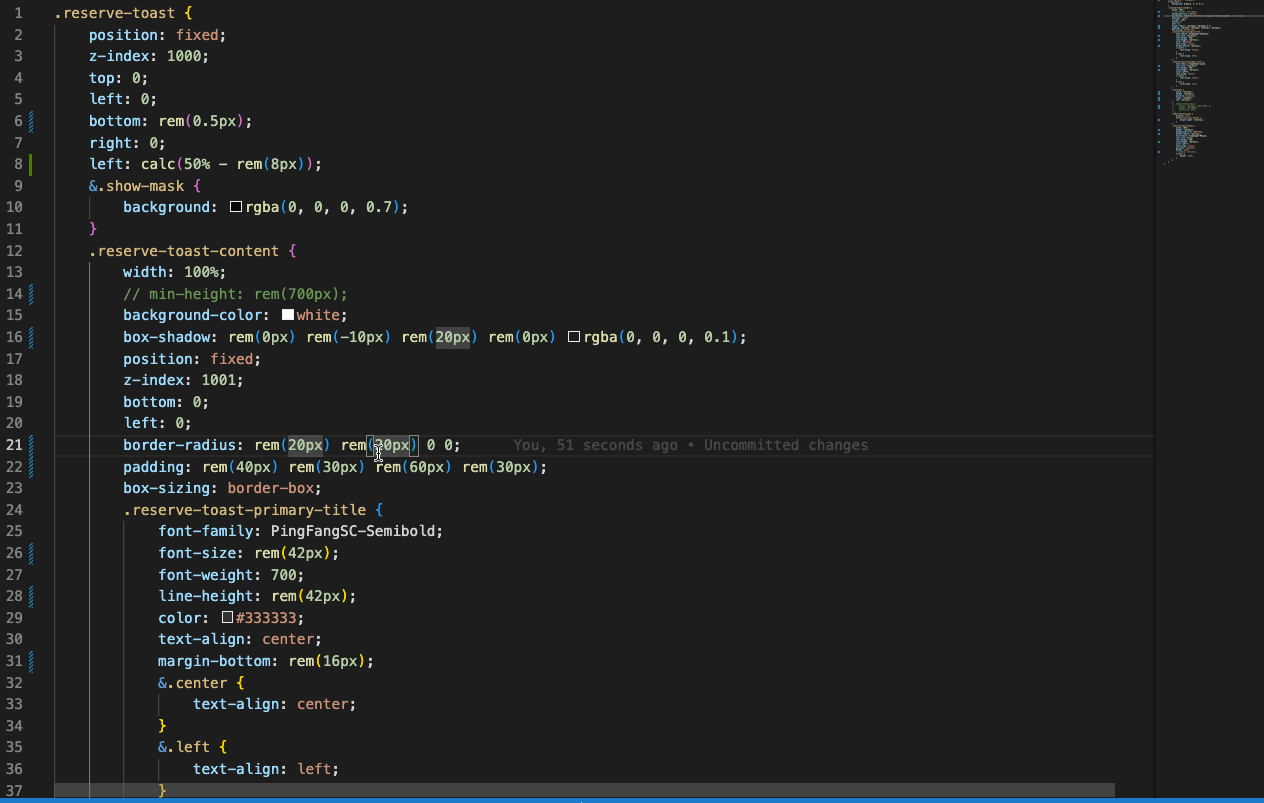 1 .reserve-toast {
2 position: fixed;
3 z-index: 1000;
4 top: 0;
5 left: 0;
6 bottom: rem(0.5px);
7 right: 0;
8 left: calc(50% - rem(8px));
9 &.show-mask {
10 background: rgba(0, 0, 0, 0.7);
11 }
12 .reserve-toast-content {
13 width: 100%;
14 // min-height: rem(700px);
15 background-color: white;
16 box-shadow: rem(0px) rem(-10px) rem(20px) rem(0px) rgba(0, 0, 0, 0.1);
17 position: fixed;
18 z-index: 1001;
19 bottom: 0;
20 left: 0;
21 border-radius: rem(20px) rem(20px) 0 0; You, 51 seconds ago • Uncommitted changes
22 padding: rem(40px) rem(30px) rem(60px) rem(30px);
23 box-sizing: border-box;
24 .reserve-toast-primary-title {
25 font-family: PingFangSC-Semibold;
26 font-size: rem(42px);
27 font-weight: 700;
28 line-height: rem(42px);
29 color: #333333;
30 text-align: center;
31 margin-bottom: rem(16px);
32 &.center {
33 text-align: center;
34 }
35 &.left {
36 text-align: left;
37 }